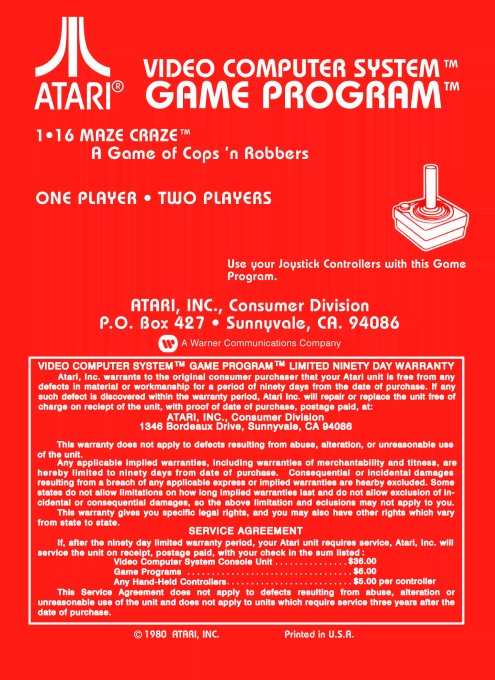 ATARI®
VIDEO COMPUTER SYSTEM™
GAME PROGRAM™
1•16 MAZE CRAZE™
A Game of Cops 'n Robbers
ONE PLAYER • TWO PLAYERS
Use your Joystick Controllers with this Game
Program.
ATARI, INC., Consumer Division
P.O. Box 427 • Sunnyvale, CA. 94086
A Warner Communications Company
VIDEO COMPUTER SYSTEM™ GAME PROGRAM™ LIMITED NINETY DAY WARRANTY
Atari, Inc. warrants to the original consumer purchaser that your Atari unit is free from any
defects in material or workmanship for a period of ninety days from the date of purchase. If any
such defect is discovered within the warranty period, Atari Inc. will repair or replace the unit free of
charge on reciept of the unit, with proof of date of purchase, postage paid, at:
ATARI, INC., Consumer Division
1346 Bordeaux Drive, Sunnyvale, CA 94086
This warranty does not apply to defects resulting from abuse, alteration, or unreasonable use
of the unit.
Any applicable implied warranties, including warranties of merchantability and titness, are
hereby limited to ninety days from date of purchase. Consequential or incidental damages
resulting from a breach of any applicable express or implied warranties are hearby excluded. Some
states do not allow limitations on how long implied warranties last and do not allow exclusion of in-
cidental or consequential damages, so the above limitation and eclusions may not apply to you.
This warranty gives you specific legal rights, and you may also have other rights which vary
from state to state.
SERVICE AGREEMENT
If, after the ninety day limited warranty period, your Atari unit requires service, Atari, Inc. will
service the unit on receipt, postage paid, with your check in the sum listed :
Video Computer System Console Unit . . . . . . . . . . . . . . . $36.00
Game Programs . . . . . . . . . . . . . . . . . . . . . . . . . . . . . . . . . . $6.00
Any Hand-Held Controllers. . . . . . . . . . . . . . . . . . . . . . . . . . $5.00 per controller
This Service Agreement does not apply to defects resulting from abuse, alteration or
unreasonable use of the unit and does not apply to units which require service three years after the
date of purchase.
© 1980 ATARI, INC. Printed in U.S.A.